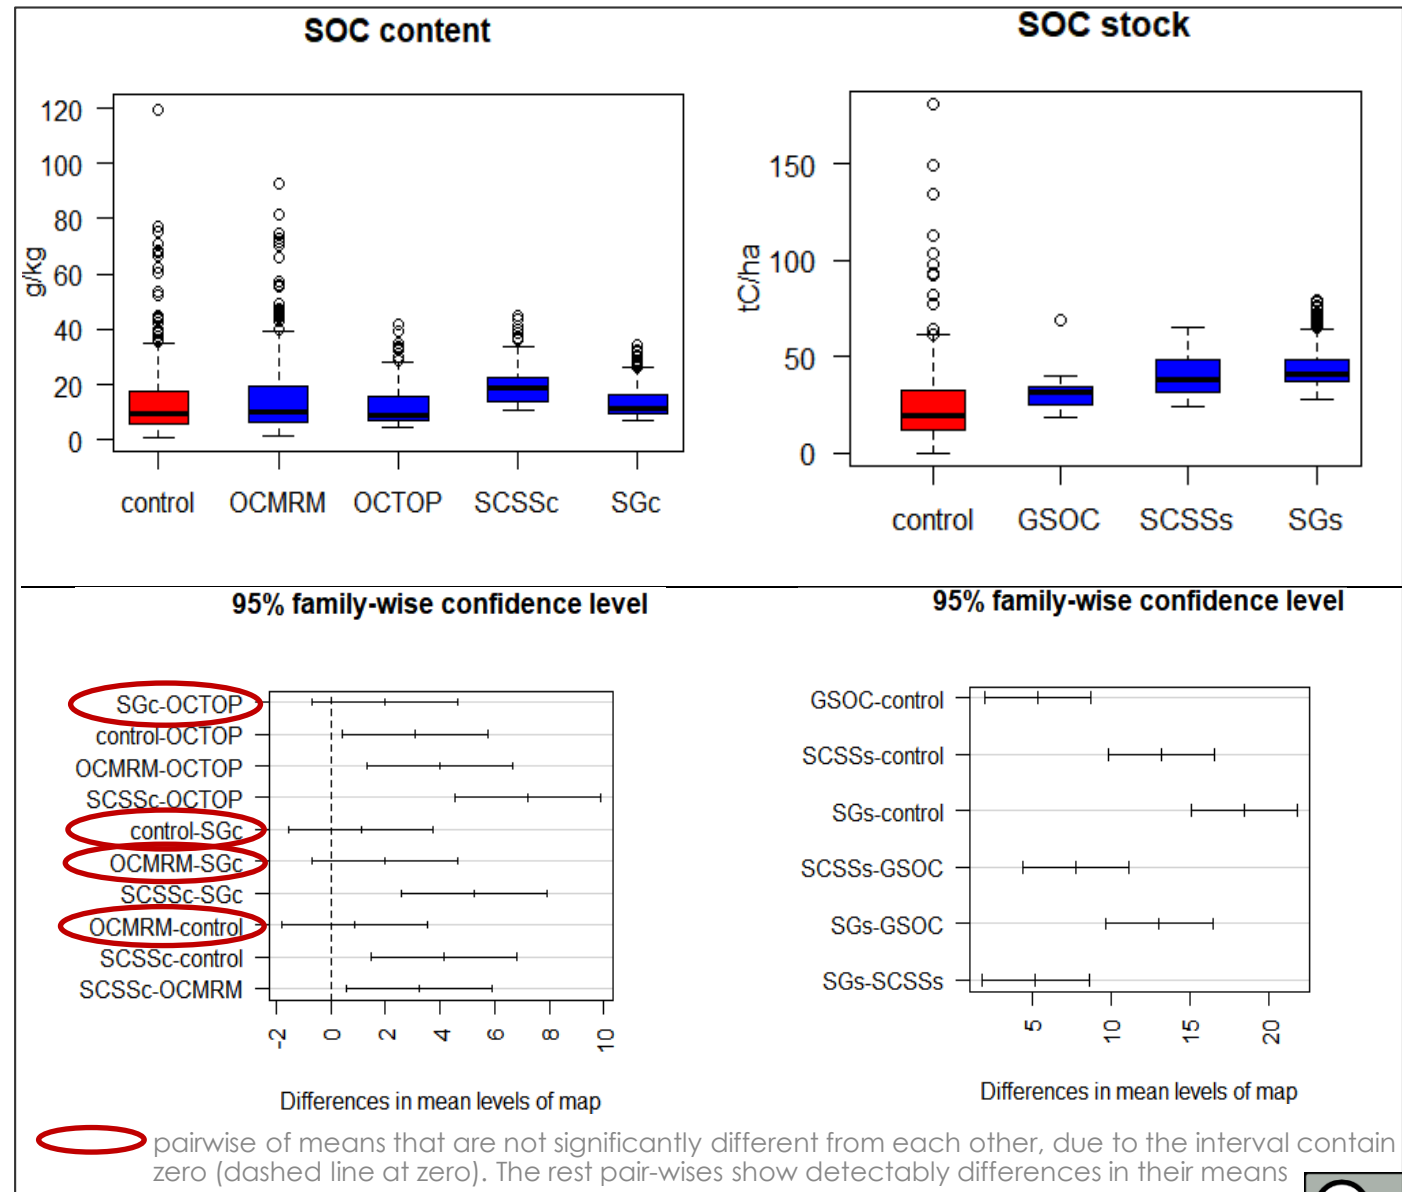 SOC content
SOC stock
g/kg
120
100
80
60
40
20
0
control OCMRM OCTOP SCSSc SGc
tC/ha
150
100
50
0
control GSOC SCSSs SGs
95% family-wise confidence level
SGc-OCTOP
control-OCTOP
OCMRM-OCTOP
SCSSc-OCTOP
control-SGc
OCMRM-SGc
SCSSc-SGc
OCMRM-control
SCSSc-control
SCSSc-OCMRM
-2 0 2 4 6 8 10
Differences in mean levels of map
95% family-wise confidence level
GSOC-control
SCSSs-control
SGs-control
SCSSs-GSOC
SGs-GSOC
SGs-SCSSs
5 10 15 20
Differences in mean levels of map
pairwise of means that are not significantly different from each other, due to the interval contain
zero (dashed line at zero). The rest pair-wises show detectably differences in their means